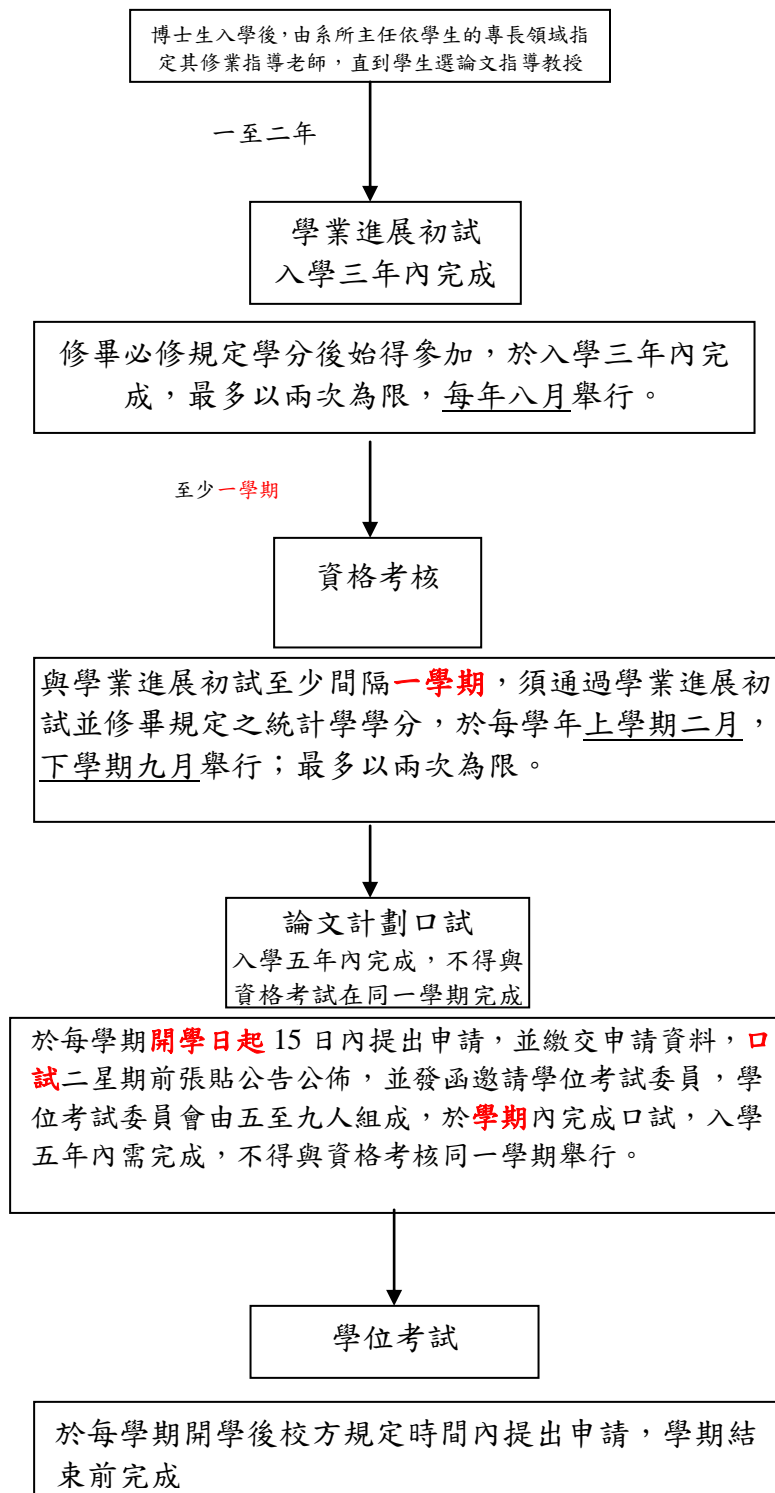 博士生入學後，由系所主任依學生的專長領域指
定其修業指導老師，直到學生選論文指導教授
一至二年
學業進展初試
入學三年內完成
修畢必修規定學分後始得參加，於入學三年內完
成，最多以兩次為限，每年八月舉行。
至少一學期
資格考核
與學業進展初試至少間隔一學期，須通過學業進展初
試並修畢規定之統計學學分，於每學年上學期二月，
下學期九月舉行；最多以兩次為限。
論文計劃口試
入學五年內完成，不得與
資格考試在同一學期完成
於每學期開學日起 15 日內提出申請，並繳交申請資料，口
試二星期前張貼公告公佈，並發函邀請學位考試委員，學
位考試委員會由五至九人組成，於學期內完成口試，入學
五年內需完成，不得與資格考核同一學期舉行。
學位考試
於每學期開學後校方規定時間內提出申請，學期結
束前完成